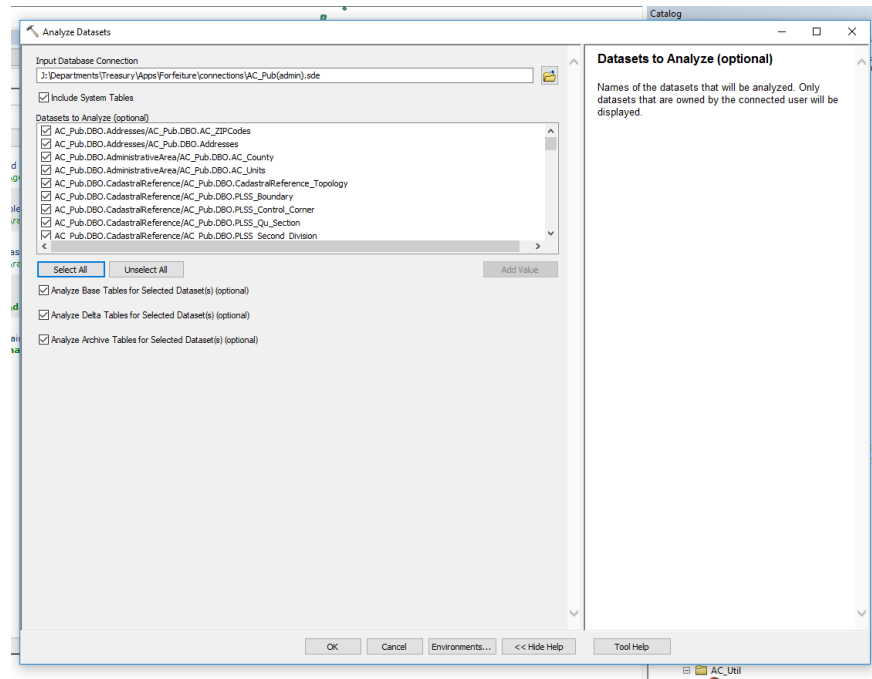 Catalog
Analyze Datasets
Input Database Connection
J:\Departments\Treasury\Apps\Forfeiture\connections\AC_Pub(admin).sde
Include System Tables
Datasets to Analyze (optional)
AC_Pub.DBO.Addresses/AC_Pub.DBO.AC_ZIPCodes
AC_Pub.DBO.Addresses/AC_Pub.DBO.Addresses
AC_Pub.DBO.AdministrativeArea/AC_Pub.DBO.AC_County
AC_Pub.DBO.AdministrativeArea/AC_Pub.DBO.AC_Units
AC_Pub.DBO.CadastralReference/AC_Pub.DBO.CadastralReference_Topology
AC_Pub.DBO.CadastralReference/AC_Pub.DBO.PLSS_Boundary
AC_Pub.DBO.CadastralReference/AC_Pub.DBO.PLSS_Control_Corner
AC_Pub.DBO.CadastralReference/AC_Pub.DBO.PLSS_Qu_Section
AC_Pub.DBO.CadastralReference/AC_Pub.DBO.PLSS_Second_Division
Select All
Unselect All
Add Value
Analyze Base Tables for Selected Dataset(s) (optional)
Analyze Delta Tables for Selected Dataset(s) (optional)
Analyze Archive Tables for Selected Dataset(s) (optional)
Datasets to Analyze (optional)
Names of the datasets that will be analyzed. Only
datasets that are owned by the connected user will be
displayed.
OK
Cancel
Environments...
<< Hide Help
Tool Help
AC_Util